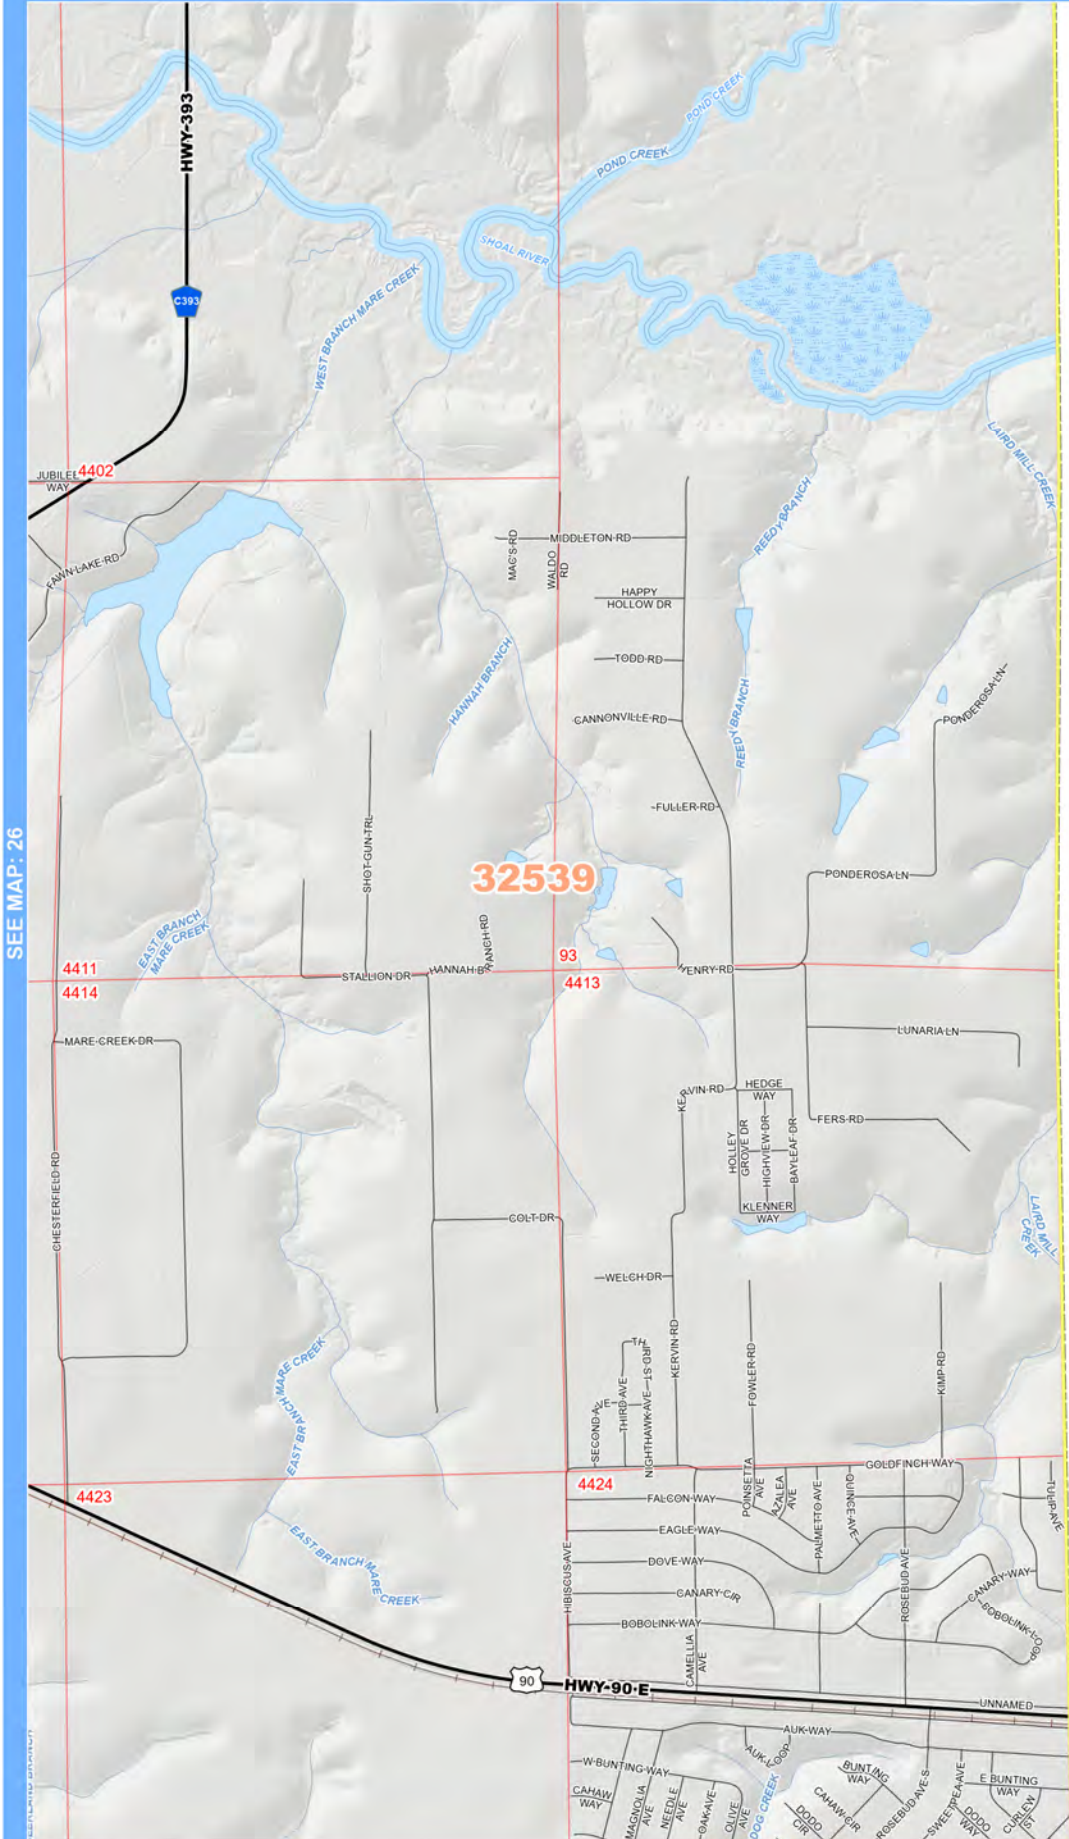 HWY-393
POND CREEK
POND CREEK
SHOAL RIVER
C393
WEST BRANCH MARE CREEK
LAIRD MILL CREEK
JUBILEE
WAY
4402
REEDY BRANCH
MAC'S RD
MIDDLETON RD
WALDO
RD
FAWN LAKE RD
HAPPY
HOLLOW DR
HANNAH BRANCH
TODD RD
REEDY BRANCH
CANNONVILLE RD
PONDEROSA LN
FULLER RD
SHOT GUN TRL
SEE MAP: 26
32539
PONDEROSA LN
EAST BRANCH
MARE CREEK
HANNAH BRANCH RD
93
4411
STALLION DR
HENRY RD
4414
4413
MARE CREEK DR
LUNARIA LN
KERVIN RD
HEDGE
WAY
HOLLEY
GROVE DR
HIGHVIEW DR
BAYLEAF DR
FERS RD
CHESTERFIELD RD
KLENNER
WAY
COLT DR
LAIRD MILL
CREEK
WELCH DR
EAST BRANCH MARE CREEK
THIRD ST
KERVIN RD
FOWLER RD
KIMP RD
SECOND AVE
THIRD AVE
NIGHTHAWK AVE
GOLDFINCH WAY
4423
4424
FALCON WAY
POINSETTA
AVE
AZALEA
AVE
PALMETTO AVE
QUINCE AVE
TULIP AVE
EAGLE WAY
EAST BRANCH MARE CREEK
DOVE WAY
HIBISCUS AVE
CANARY CIR
ROSEBUD AVE
CANARY WAY
BOBOLINK WAY
BOBOLINK LOOP
CAMELLIA
AVE
90
HWY-90 E
UNNAMED
AUK WAY
AUK LOOP
W BUNTING WAY
BUNTING
WAY
E BUNTING
WAY
CAHAW
WAY
MAGNOLIA
AVE
NEEDLE
AVE
OAK AVE
OLIVE
AVE
DOG CREEK
DODO
CIR
CAHAW CIR
ROSEBUD AVE S
SWEETPEA AVE
DODO
WAY
CURLEW
ST